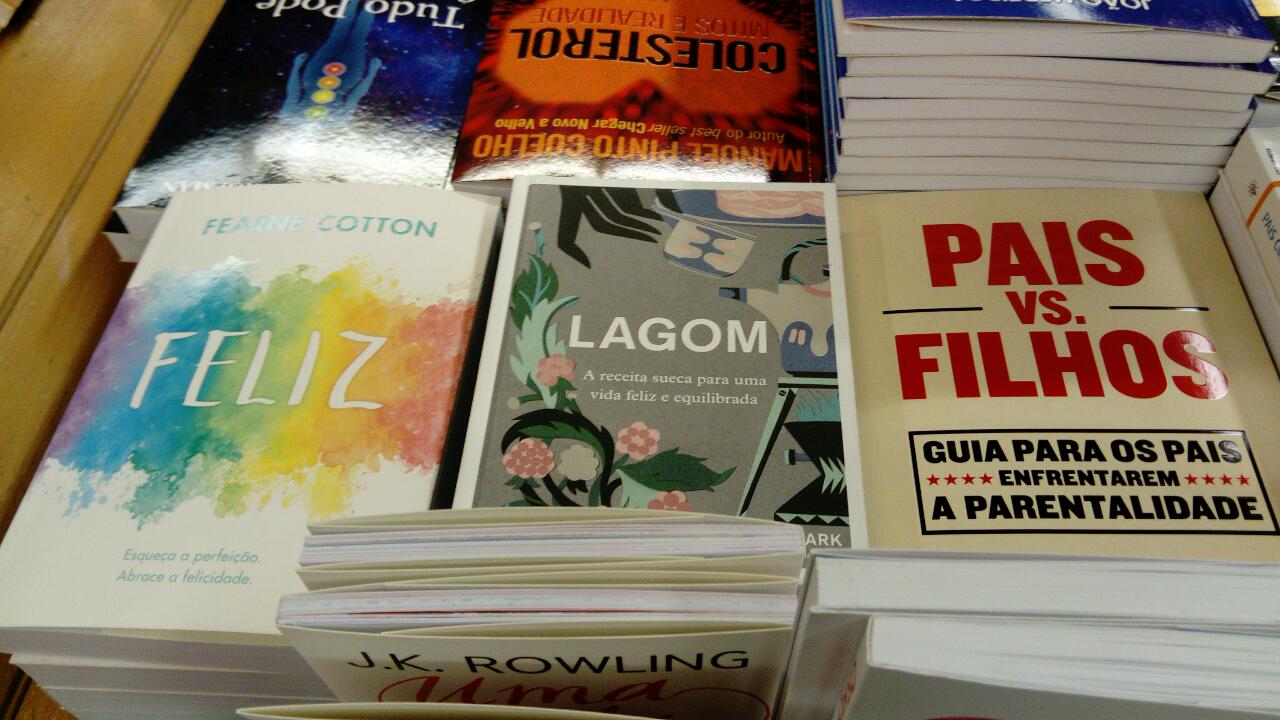 Tudo Pode
COLESTEROL
MITOS E REALIDADE
MANUEL PINTO COELHO
Autor do best seller Chegar Novo a Velho
JOÃO
FEARNE COTTON
FELIZ
Esqueça a perfeição.
Abrace a felicidade.
LAGOM
A receita sueca para uma
vida feliz e equilibrada
ARK
PAIS
VS.
FILHOS
GUIA PARA OS PAIS
ENFRENTAREM
A PARENTALIDADE
J.K. ROWLING
Uma